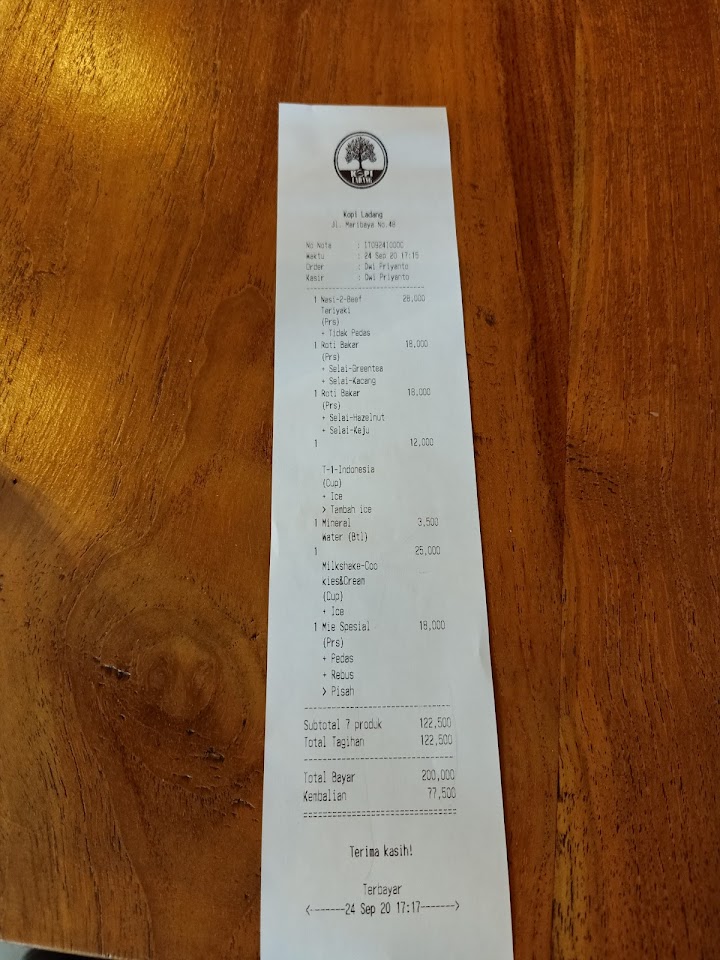 KOPI
LADANG
Kopi Ladang
Jl. Maribaya No.48
No Nota :
Waktu : 24 Sep 20 17:15
Order : Dwi Priyanto
Kasir : Dwi Priyanto
1 Nasi-2-Beef 28,000
Teriyaki
(Prs)
+ Tidak Pedas
1 Roti Bakar 18,000
(Prs)
+ Selai-Greentea
+ Selai-Kacang
1 Roti Bakar 18,000
(Prs)
+ Selai-Hazelnut
+ Selai-Keju
1 12,000
T-1-Indonesia
(Cup)
+ Ice
> Tambah ice
1 Mineral 3,500
Water (Btl)
1 25,000
Milkshake-Coo
kies&Cream
(Cup)
+ Ice
1 Mie Spesial 18,000
(Prs)
+ Pedas
+ Rebus
> Pisah
Subtotal 7 produk 122,500
Total Tagihan 122,500
Total Bayar 200,000
Kembalian 77,500
Terima kasih!
Terbayar
<-------24 Sep 20 17:17------->